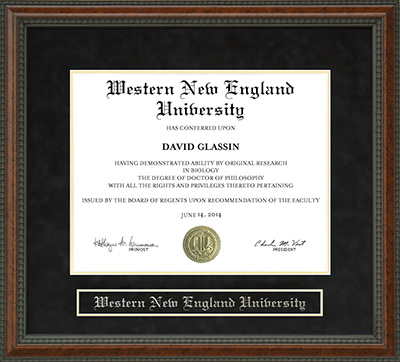 Western New England
University
HAS CONFERRED UPON
DAVID GLASSIN
HAVING DEMONSTRATED ABILITY BY ORIGINAL RESEARCH
IN BIOLOGY
THE DEGREE OF DOCTOR OF PHILOSOPHY
WITH ALL THE RIGHTS AND PRIVILEGES THERETO PERTAINING
ISSUED BY THE BOARD OF REGENTS UPON RECOMMENDATION OF THE FACULTY
JUNE 14, 2014
PROVOST
PRESIDENT
Western New England University